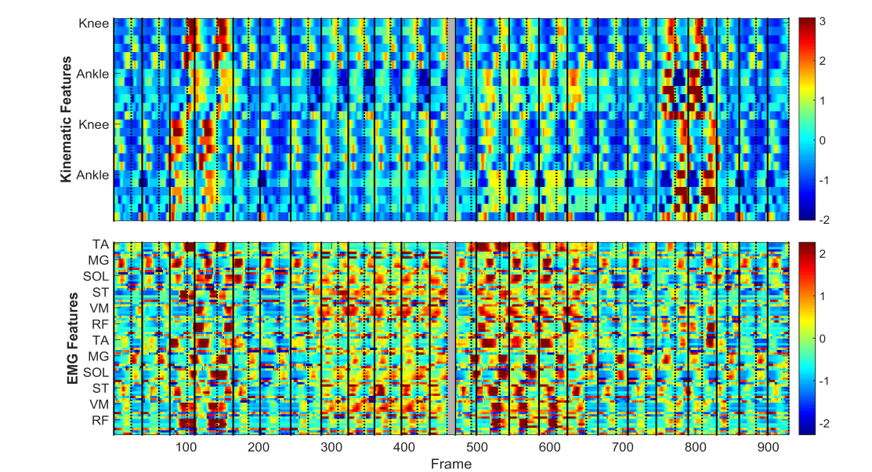 Kinematic Features
Knee
Ankle
Knee
Ankle
3
2
1
0
-1
-2
EMG Features
TA
MG
SOL
ST
VM
RF
TA
MG
SOL
ST
VM
RF
2
1
0
-1
-2
100 200 300 400 500 600 700 800 900
Frame